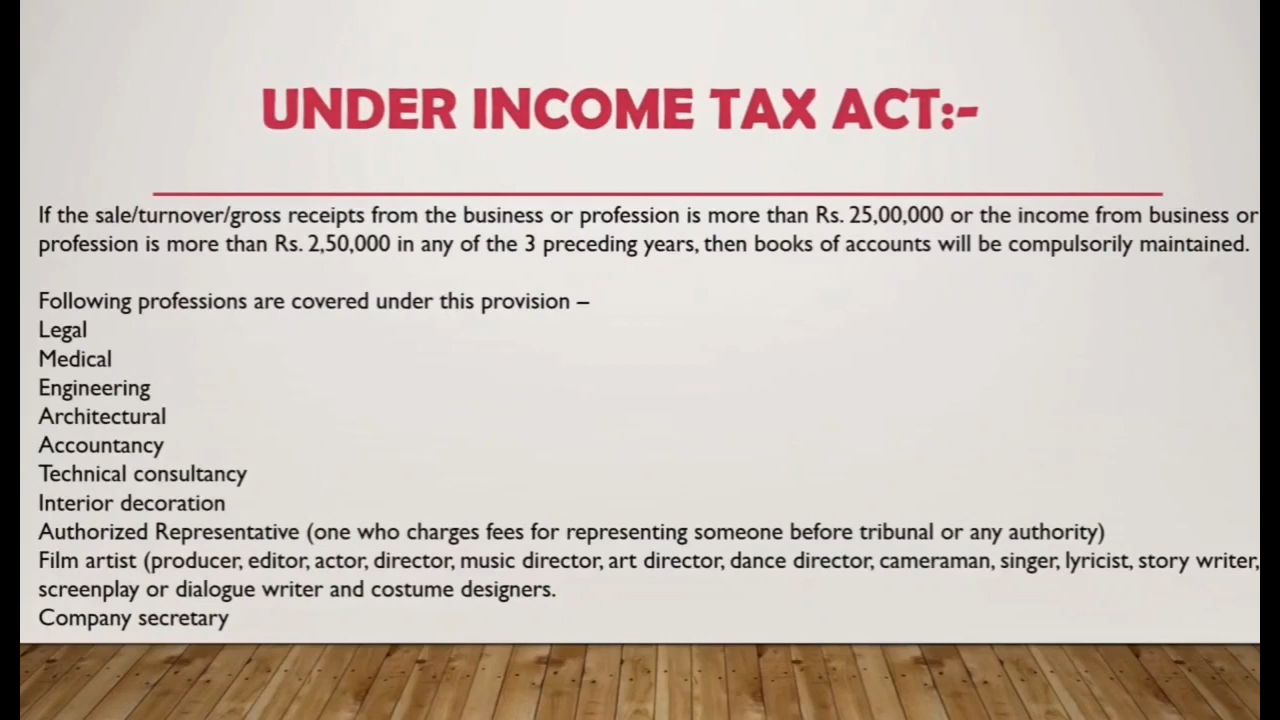 UNDER INCOME TAX ACT:-
If the sale/turnover/gross receipts from the business or profession is more than Rs. 25,00,000 or the income from business or
profession is more than Rs. 2,50,000 in any of the 3 preceding years, then books of accounts will be compulsorily maintained.
Following professions are covered under this provision –
Legal
Medical
Engineering
Architectural
Accountancy
Technical consultancy
Interior decoration
Authorized Representative (one who charges fees for representing someone before tribunal or any authority)
Film artist (producer, editor, actor, director, music director, art director, dance director, cameraman, singer, lyricist, story writer,
screenplay or dialogue writer and costume designers.
Company secretary